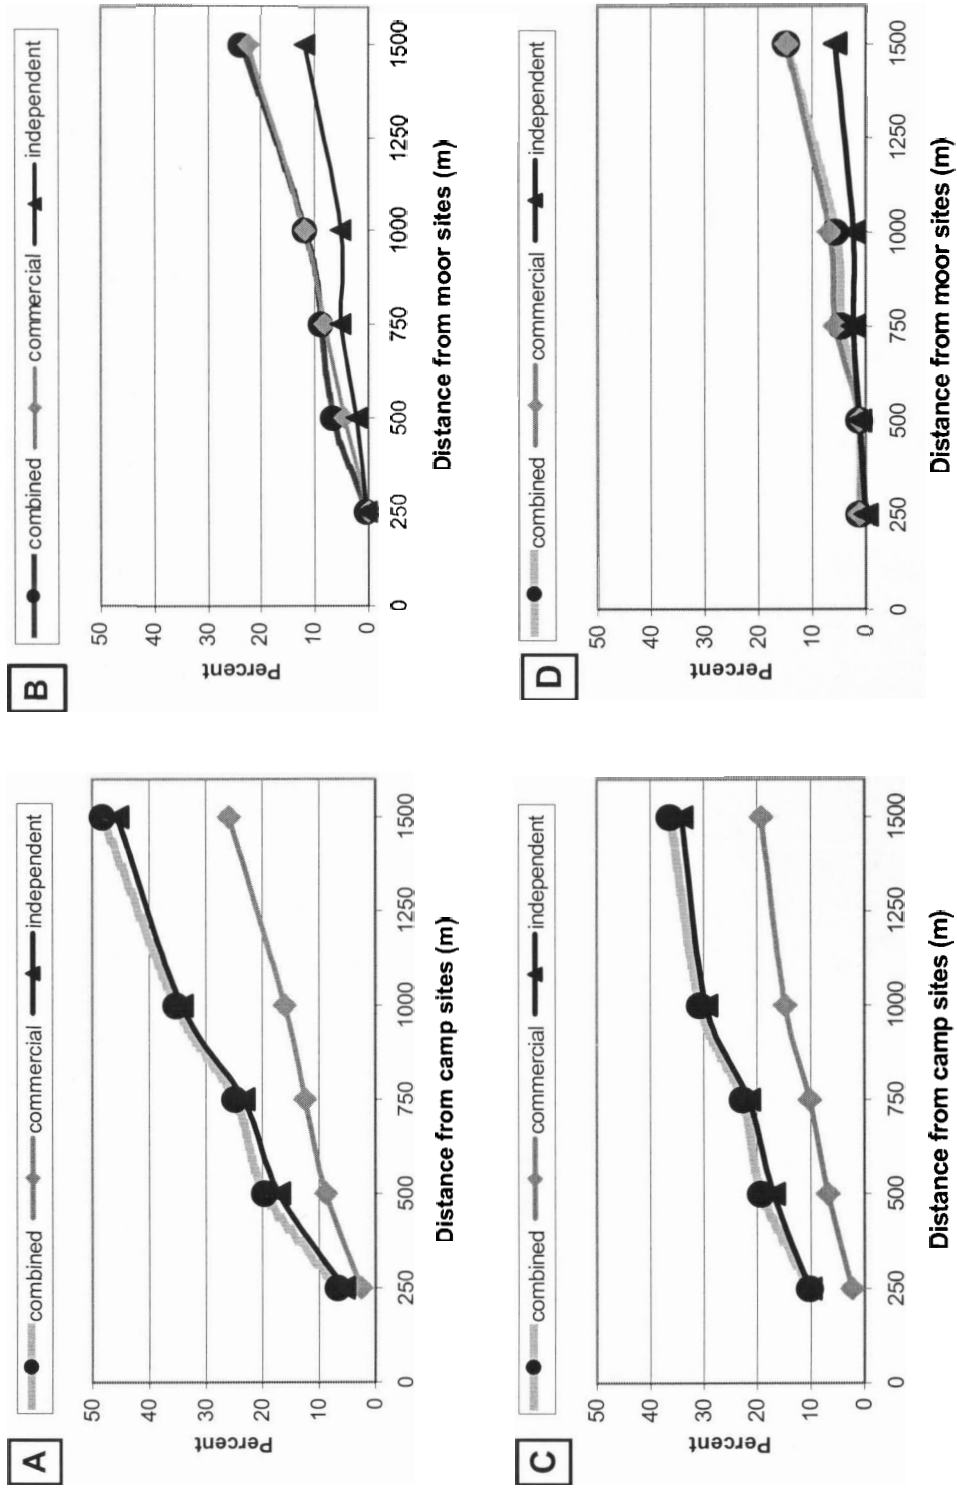 A
combined commercial independent
Percent
50
40
30
20
10
0
0 250 500 750 1000 1250 1500
Distance from camp sites (m)
B
combined commercial independent
Percent
50
40
30
20
10
0
0 250 500 750 1000 1250 1500
Distance from moor sites (m)
C
combined commercial independent
Percent
50
40
30
20
10
0
0 250 500 750 1000 1250 1500
Distance from camp sites (m)
D
combined commercial independent
Percent
50
40
30
20
10
0
0 250 500 750 1000 1250 1500
Distance from moor sites (m)